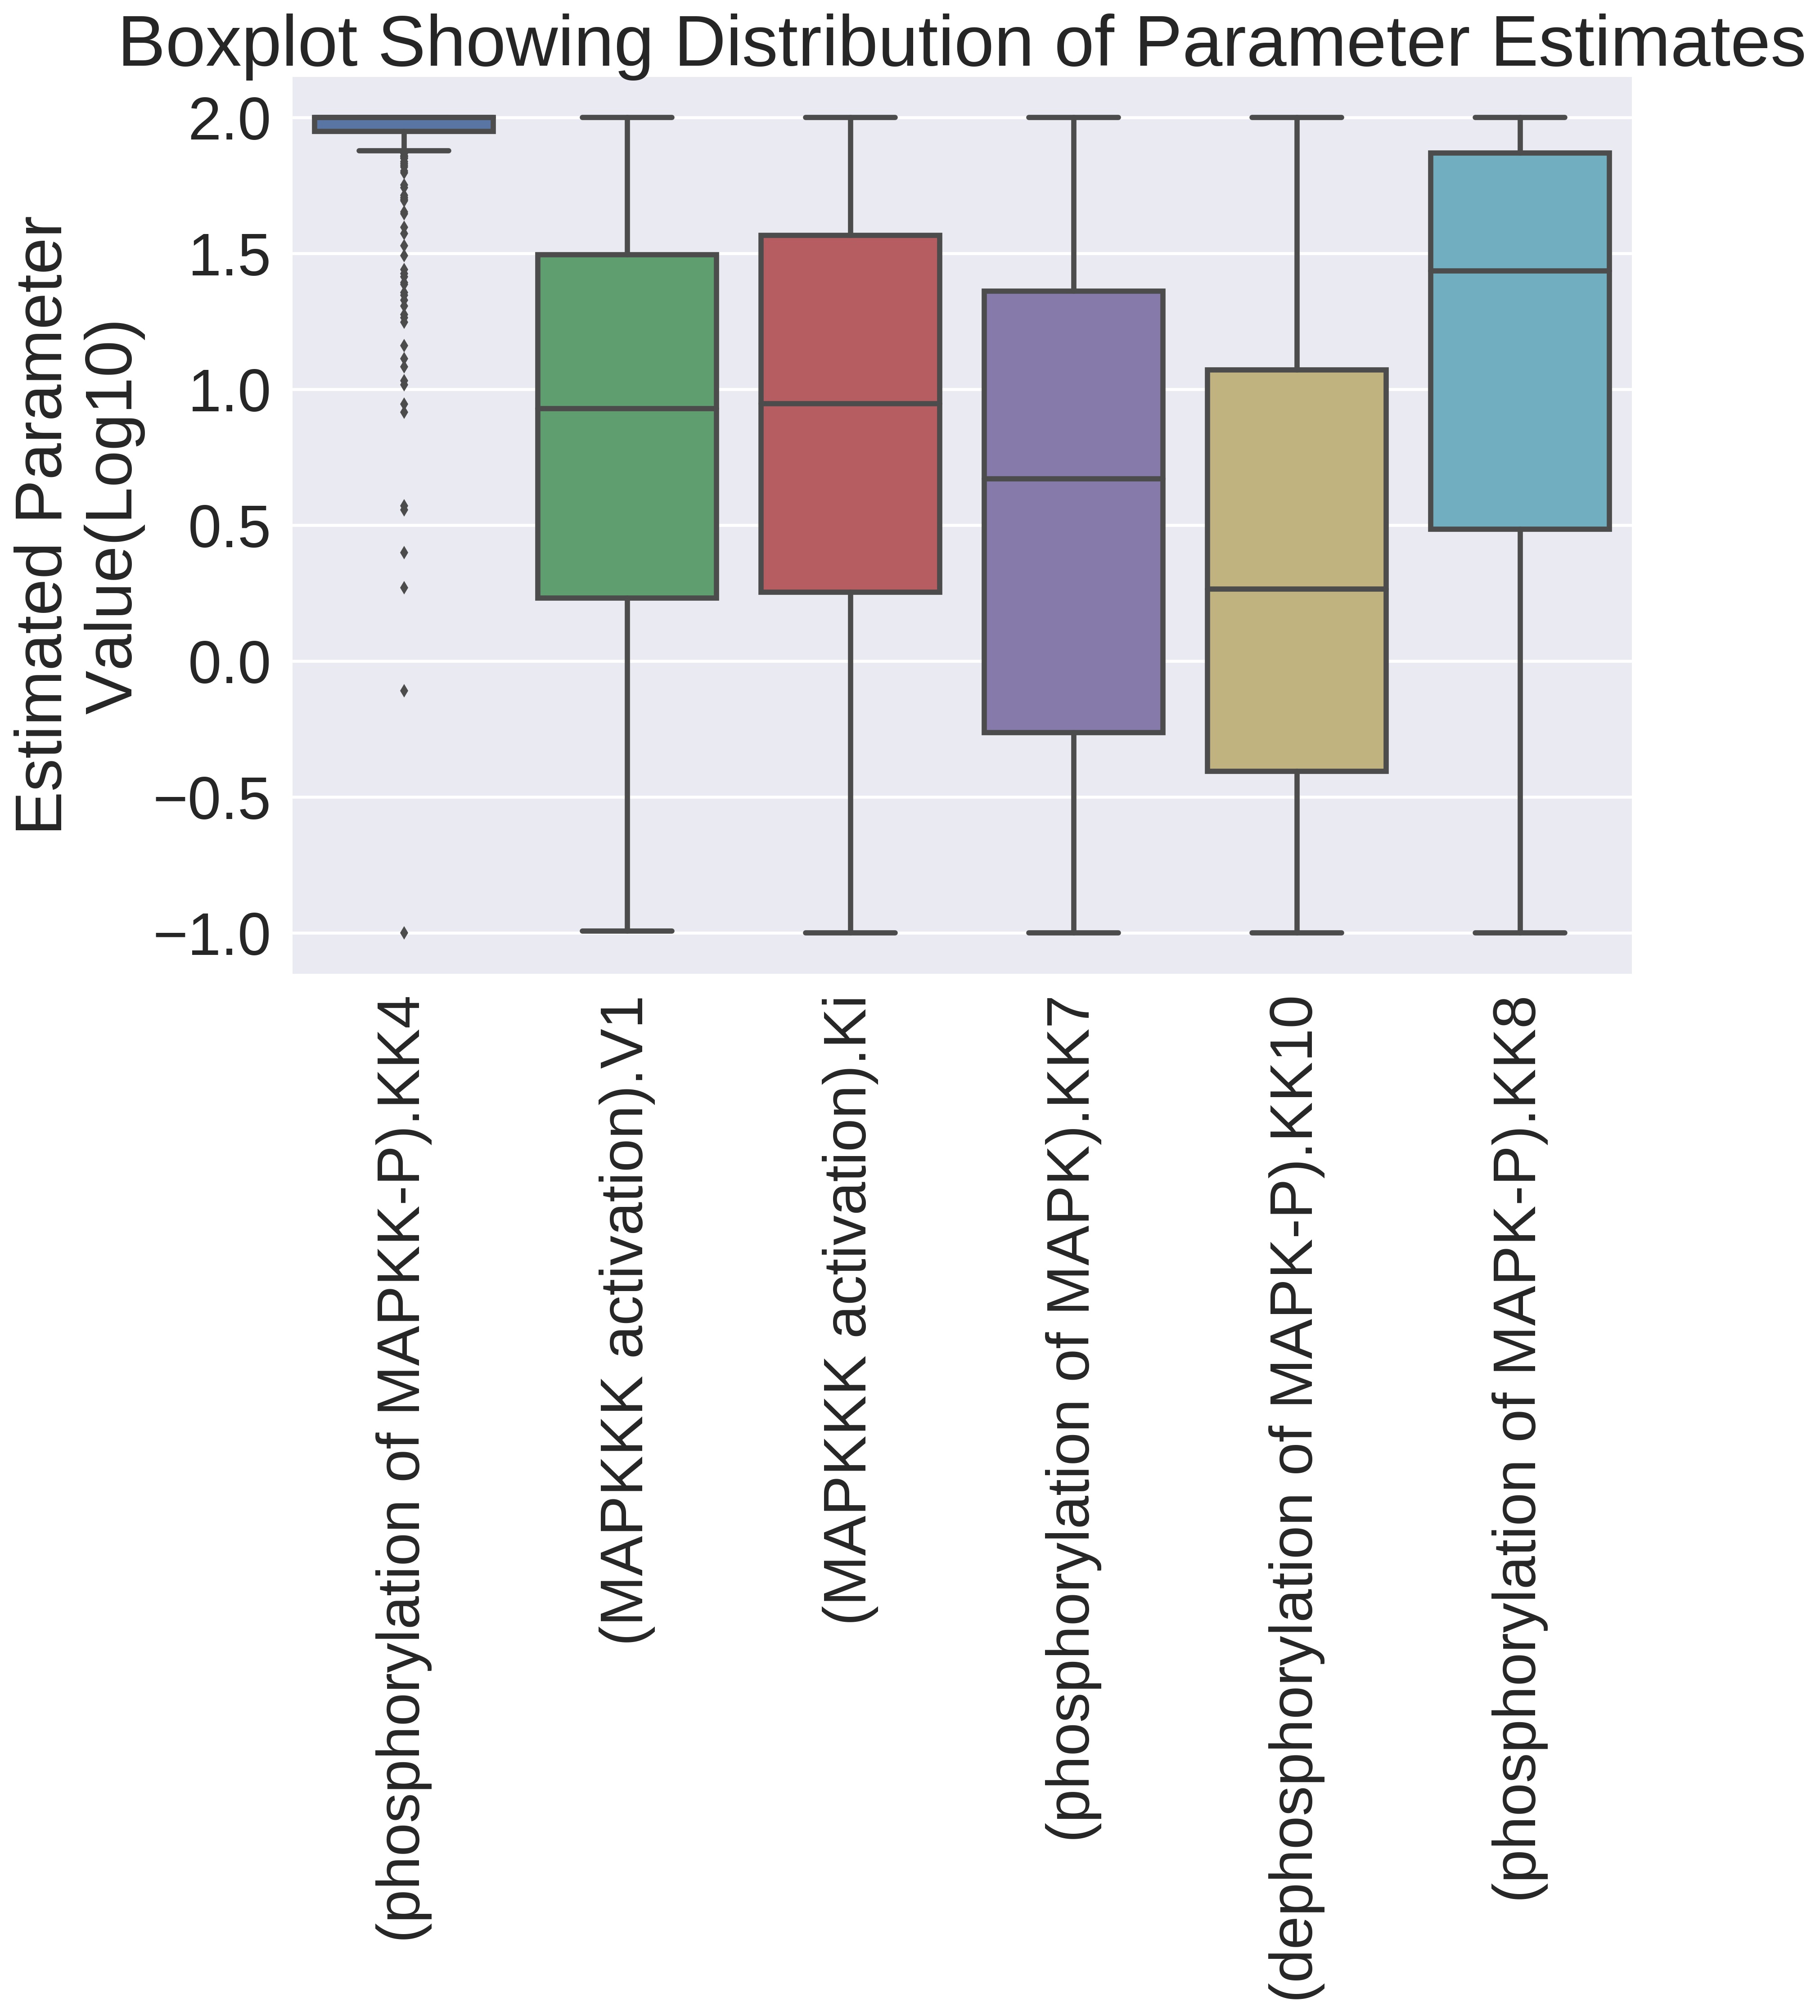 Boxplot Showing Distribution of Parameter Estimates
Estimated Parameter
Value(Log10)
2.0
1.5
1.0
0.5
0.0
−0.5
−1.0
(phosphorylation of MAPKK-P).KK4
(MAPKKK activation).V1
(MAPKKK activation).Ki
(phosphorylation of MAPK).KK7
(dephosphorylation of MAPK-P).KK10
(phosphorylation of MAPK-P).KK8